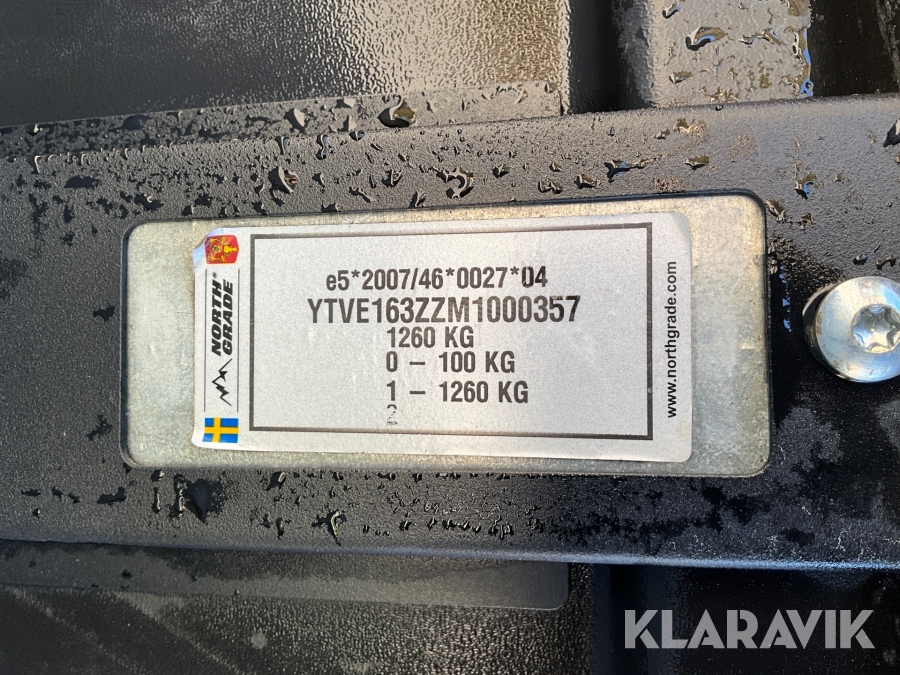 NORTH®
GRADE
e5*2007/46*0027*04
YTVE163ZZM1000357
1260 KG
0 – 100 KG
1 – 1260 KG
2
www.northgrade.com
KLARAVIK